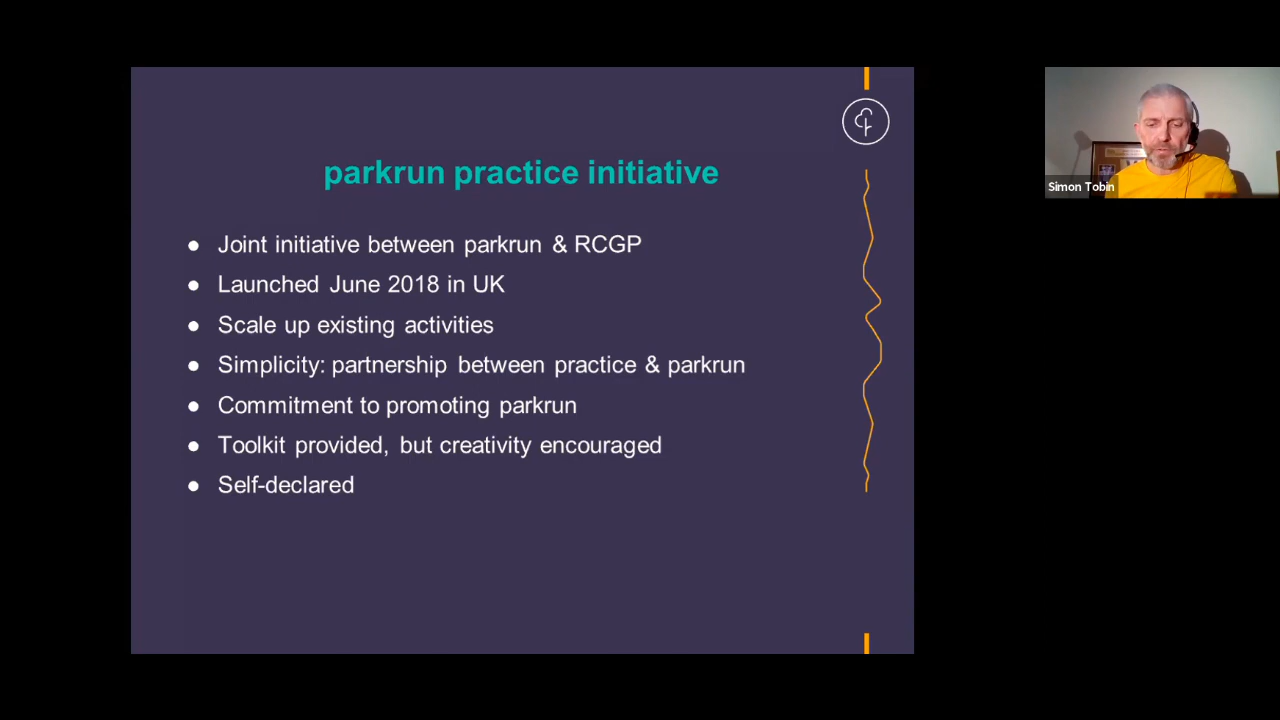 parkrun practice initiative
● Joint initiative between parkrun & RCGP
● Launched June 2018 in UK
● Scale up existing activities
● Simplicity: partnership between practice & parkrun
● Commitment to promoting parkrun
● Toolkit provided, but creativity encouraged
● Self-declared
Simon Tobin